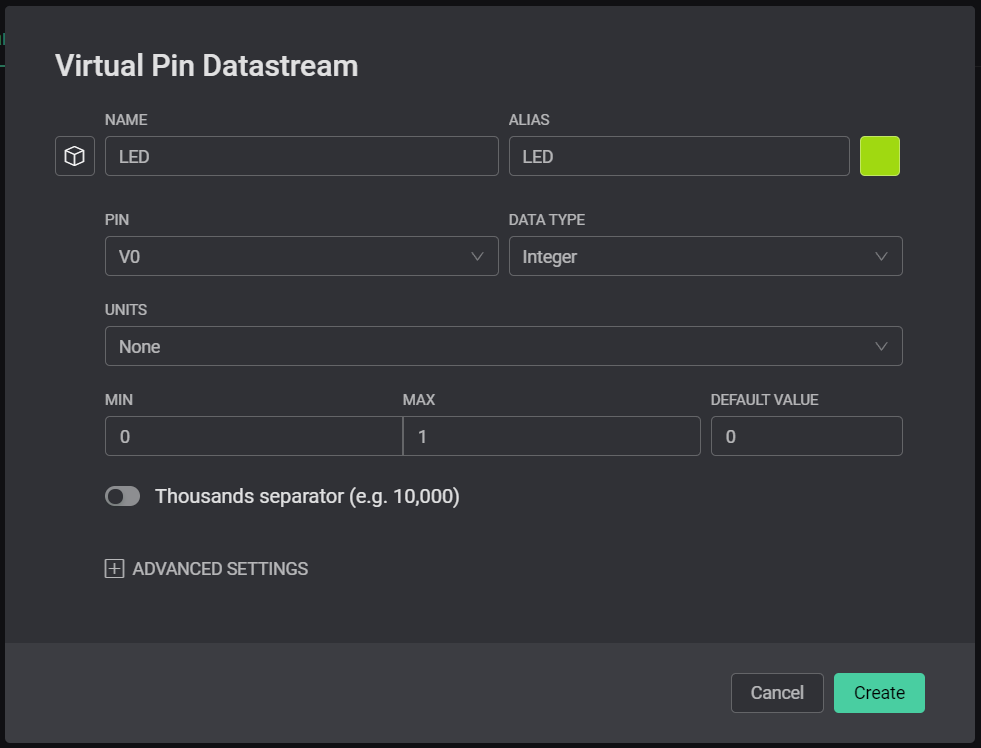 Virtual Pin Datastream
NAME
ALIAS
LED
LED
PIN
DATA TYPE
V0
Integer
UNITS
None
MIN
MAX
DEFAULT VALUE
0
1
0
Thousands separator (e.g. 10,000)
ADVANCED SETTINGS
Cancel
Create